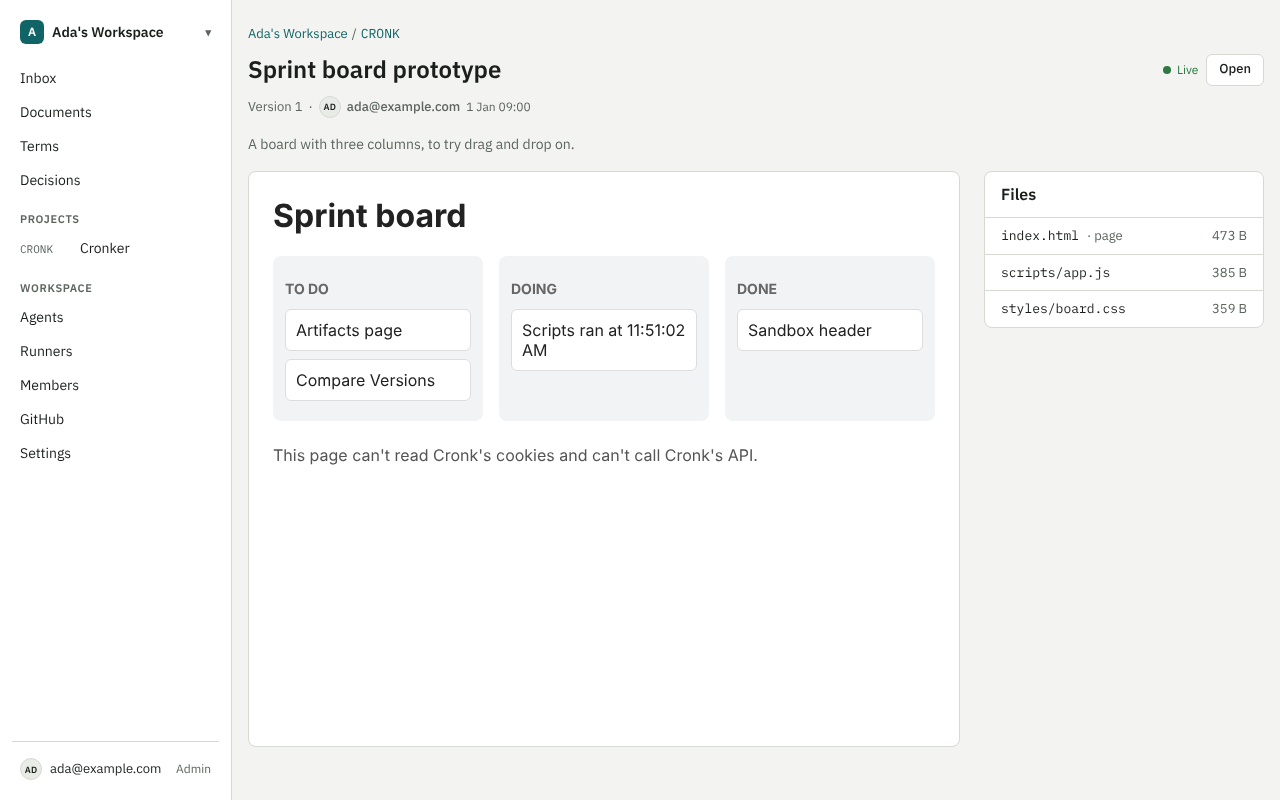 A Ada's Workspace ▾
Inbox
Documents
Terms
Decisions
PROJECTS
CRONK Cronker
WORKSPACE
Agents
Runners
Members
GitHub
Settings
AD ada@example.com Admin
Ada's Workspace / CRONK
Sprint board prototype
Live Open
Version 1 · AD ada@example.com 1 Jan 09:00
A board with three columns, to try drag and drop on.
Sprint board
TO DO
Artifacts page
Compare Versions
DOING
Scripts ran at 11:51:02
AM
DONE
Sandbox header
This page can't read Cronk's cookies and can't call Cronk's API.
Files
index.html · page 473 B
scripts/app.js 385 B
styles/board.css 359 B